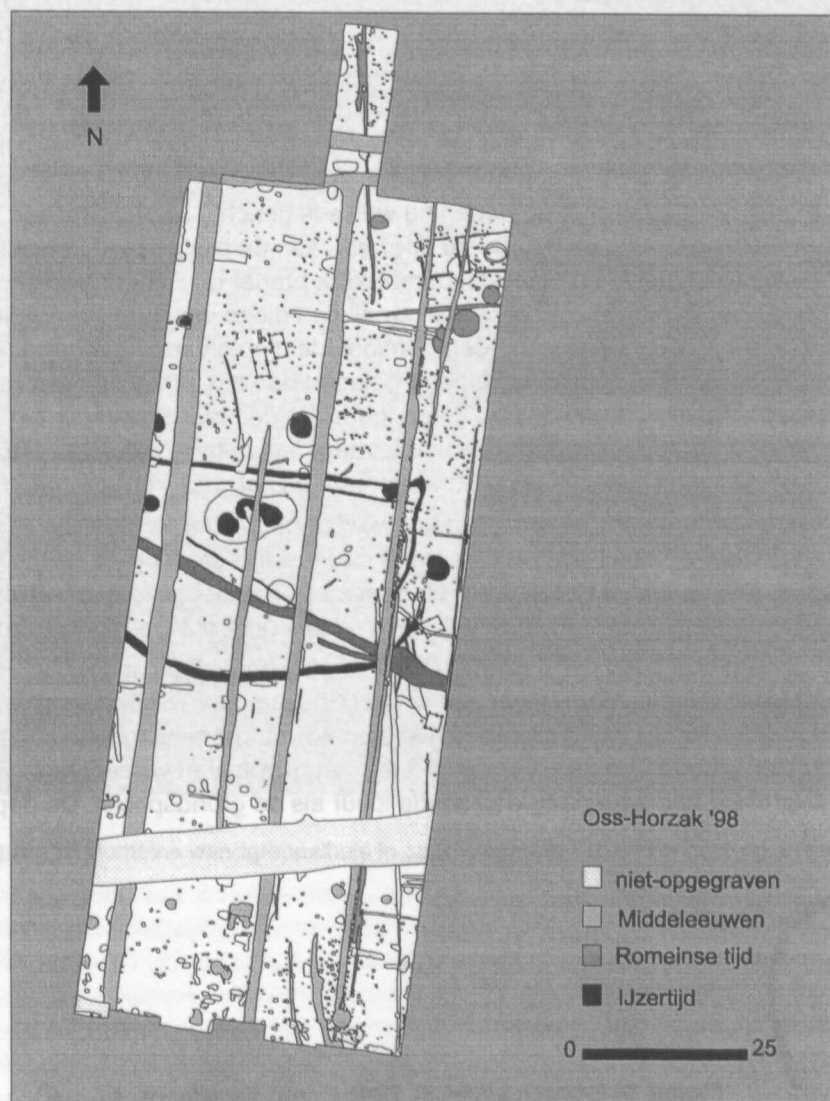 N
Oss-Horzak '98
niet-opgegraven
Middeleeuwen
Romeinse tijd
IJzertijd
0 25